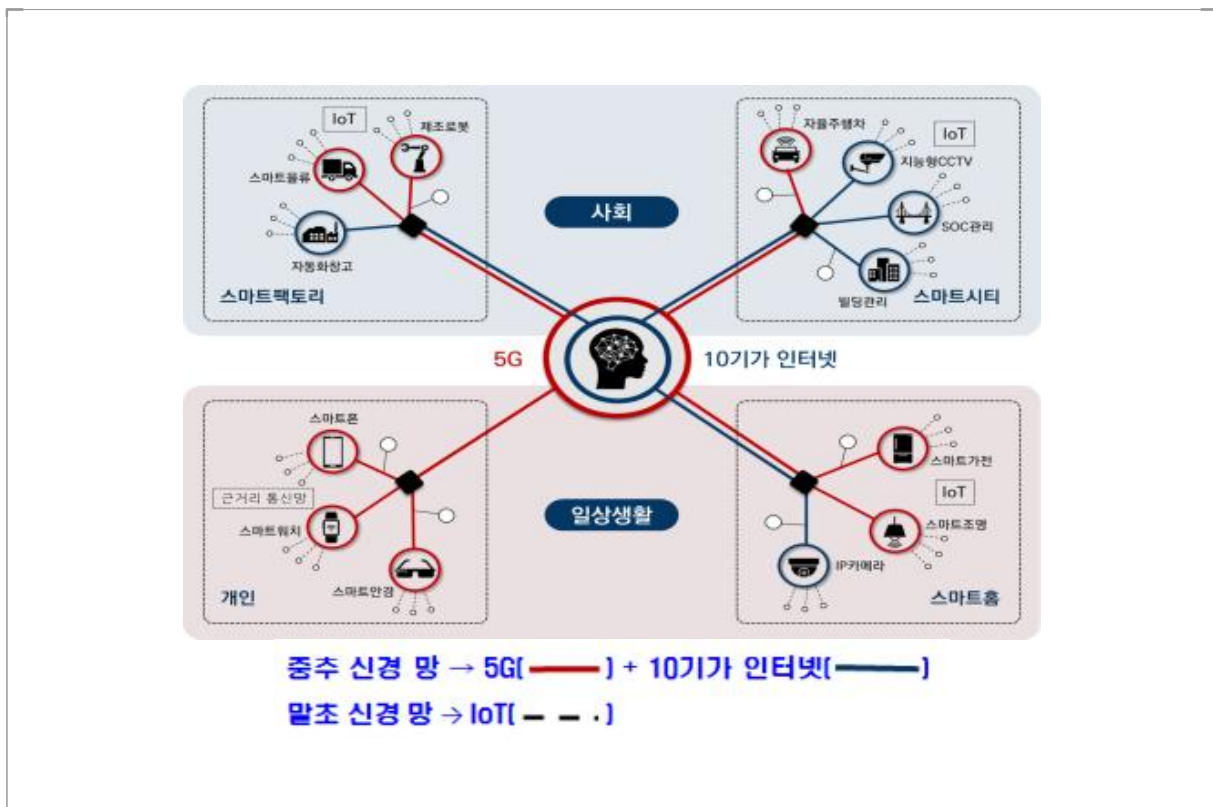 IoT
제조로봇
스마트물류
자동화창고
스마트팩토리
사회
자율주행차
IoT
지능형CCTV
SOC관리
빌딩관리
스마트시티
5G
10기가 인터넷
스마트폰
근거리 통신망
스마트워치
스마트안경
개인
일상생활
스마트가전
IoT
스마트조명
IP카메라
스마트홈
중추 신경 망 → 5G( ) + 10기가 인터넷( )
말초 신경 망 → IoT( )